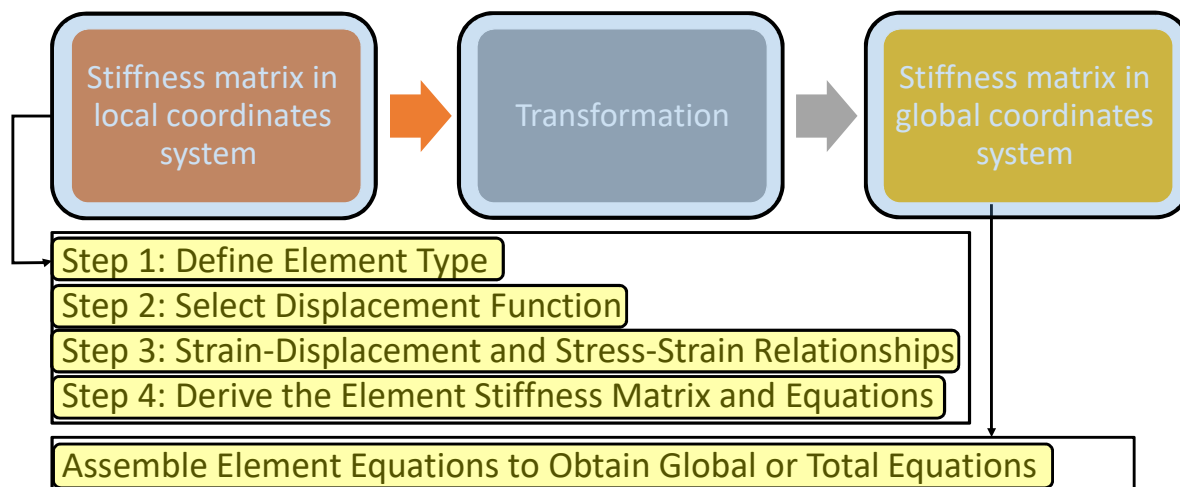 Stiffness matrix in
local coordinates
system
Transformation
Stiffness matrix in
global coordinates
system
Step 1: Define Element Type
Step 2: Select Displacement Function
Step 3: Strain-Displacement and Stress-Strain Relationships
Step 4: Derive the Element Stiffness Matrix and Equations
Assemble Element Equations to Obtain Global or Total Equations